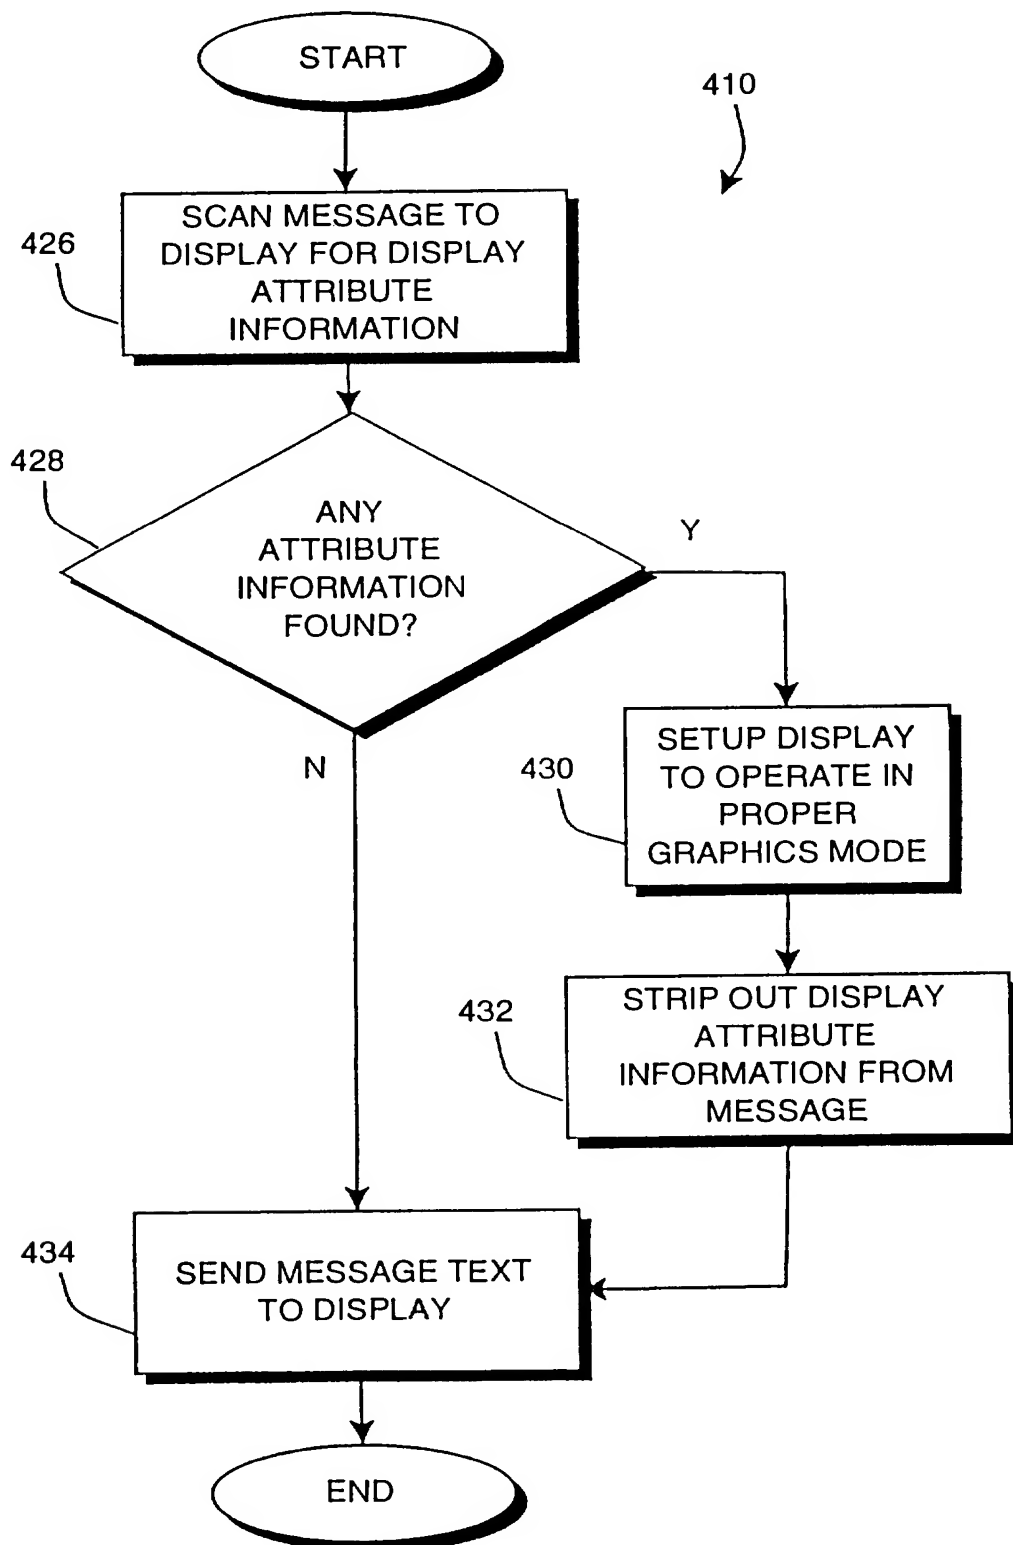 START
410
426
SCAN MESSAGE TO
DISPLAY FOR DISPLAY
ATTRIBUTE
INFORMATION
428
ANY
ATTRIBUTE
INFORMATION
FOUND?
Y
N
430
SETUP DISPLAY
TO OPERATE IN
PROPER
GRAPHICS MODE
432
STRIP OUT DISPLAY
ATTRIBUTE
INFORMATION FROM
MESSAGE
434
SEND MESSAGE TEXT
TO DISPLAY
END